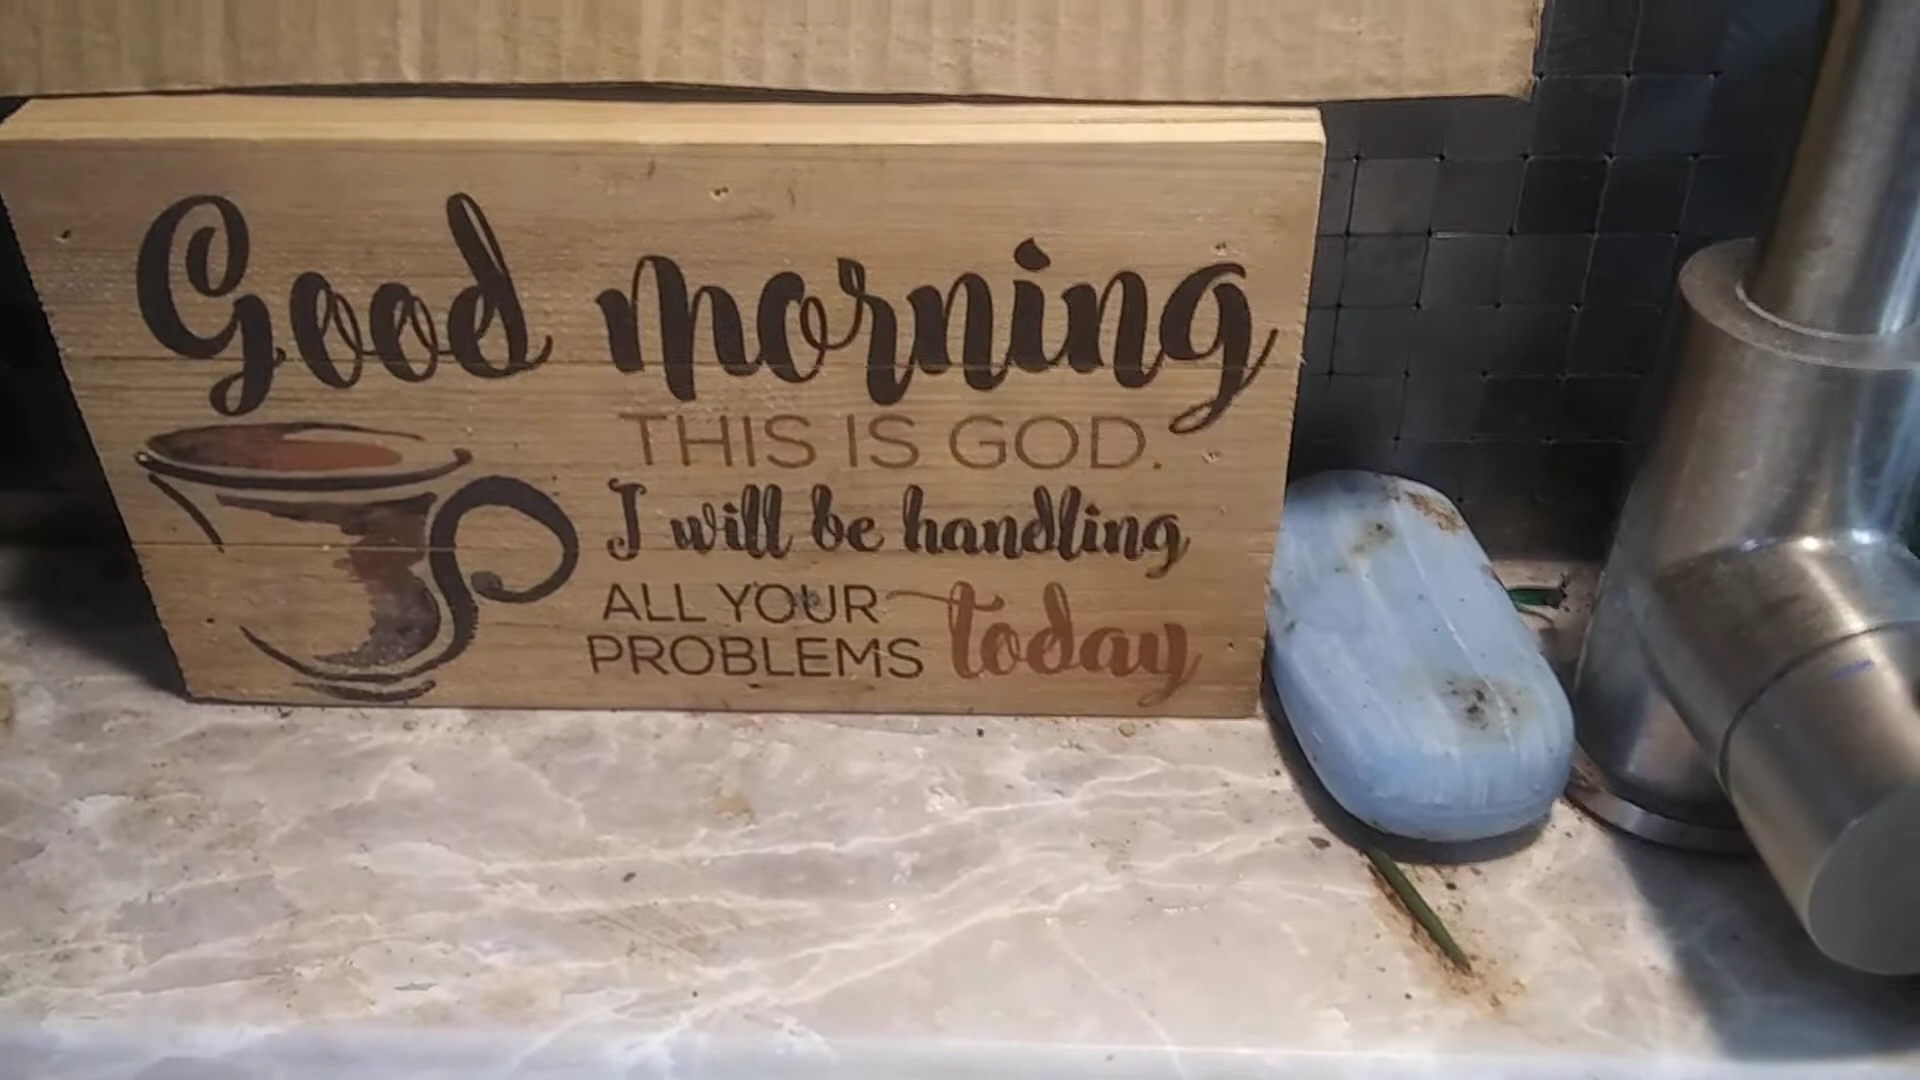 Good morning
THIS IS GOD.
I will be handling
ALL YOUR
PROBLEMS today